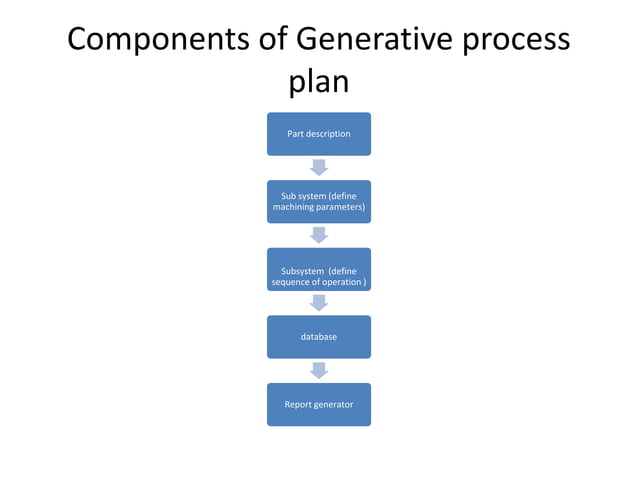 Components of Generative process
plan
Part description
Sub system (define
machining parameters)
Subsystem  (define
sequence of operation )
database
Report generator